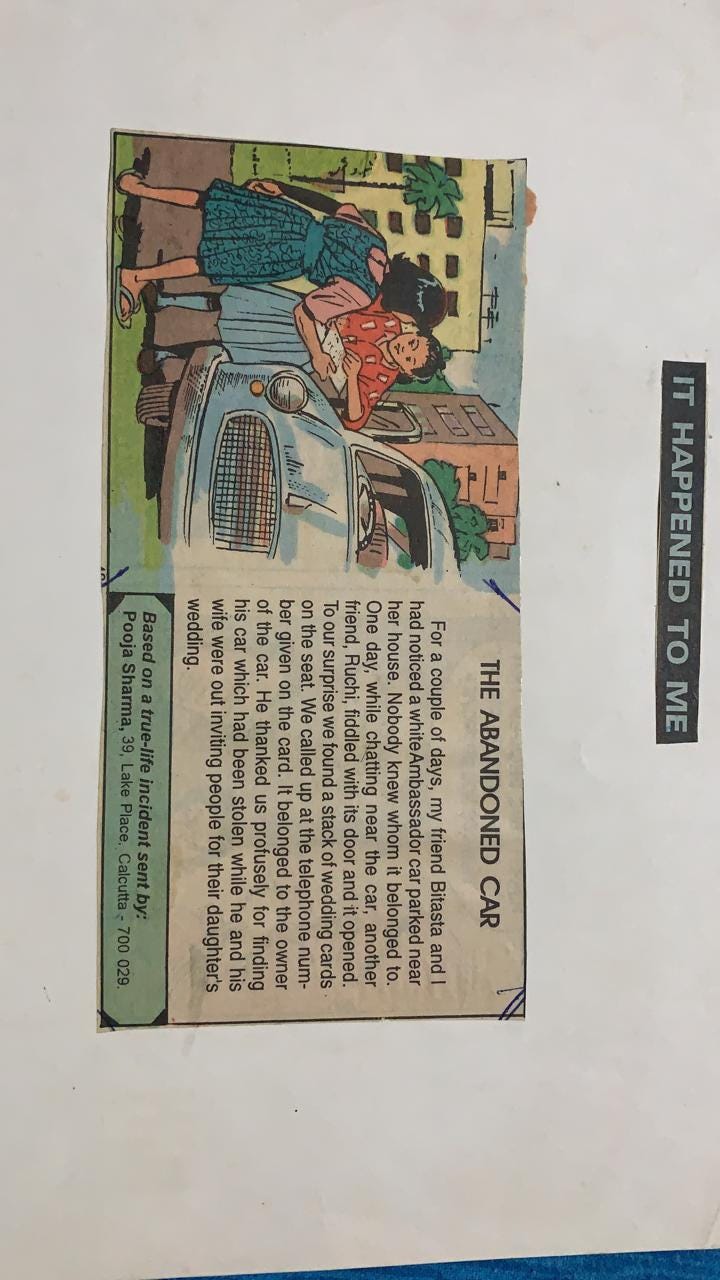 IT HAPPENED TO ME
THE ABANDONED CAR
For a couple of days, my friend Bitasta and I
had noticed a white Ambassador car parked near
her house. Nobody knew whom it belonged to.
One day, while chatting near the car, another
friend, Ruchi, fiddled with its door and it opened.
To our surprise we found a stack of wedding cards
on the seat. We called up at the telephone num-
ber given on the card. It belonged to the owner
of the car. He thanked us profusely for finding
his car which had been stolen while he and his
wife were out inviting people for their daughter's
wedding.
Based on a true-life incident sent by:
Pooja Sharma, 39, Lake Place, Calcutta - 700 029.